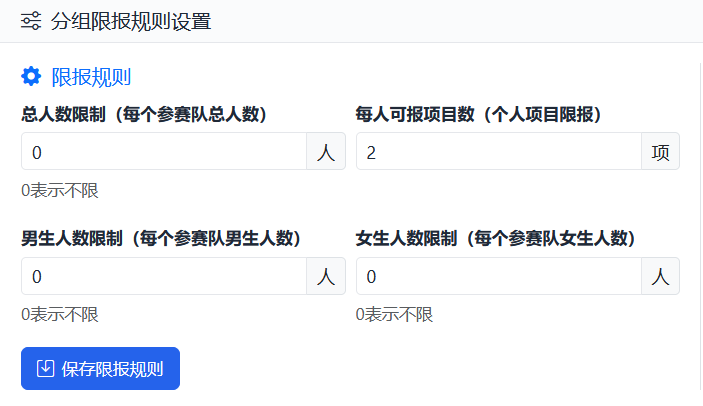 分组限报规则设置
限报规则
总人数限制（每个参赛队总人数） 每人可报项目数（个人项目限报）
0 人 2 项
0表示不限
男生人数限制（每个参赛队男生人数） 女生人数限制（每个参赛队女生人数）
0 人 0 人
0表示不限 0表示不限
保存限报规则